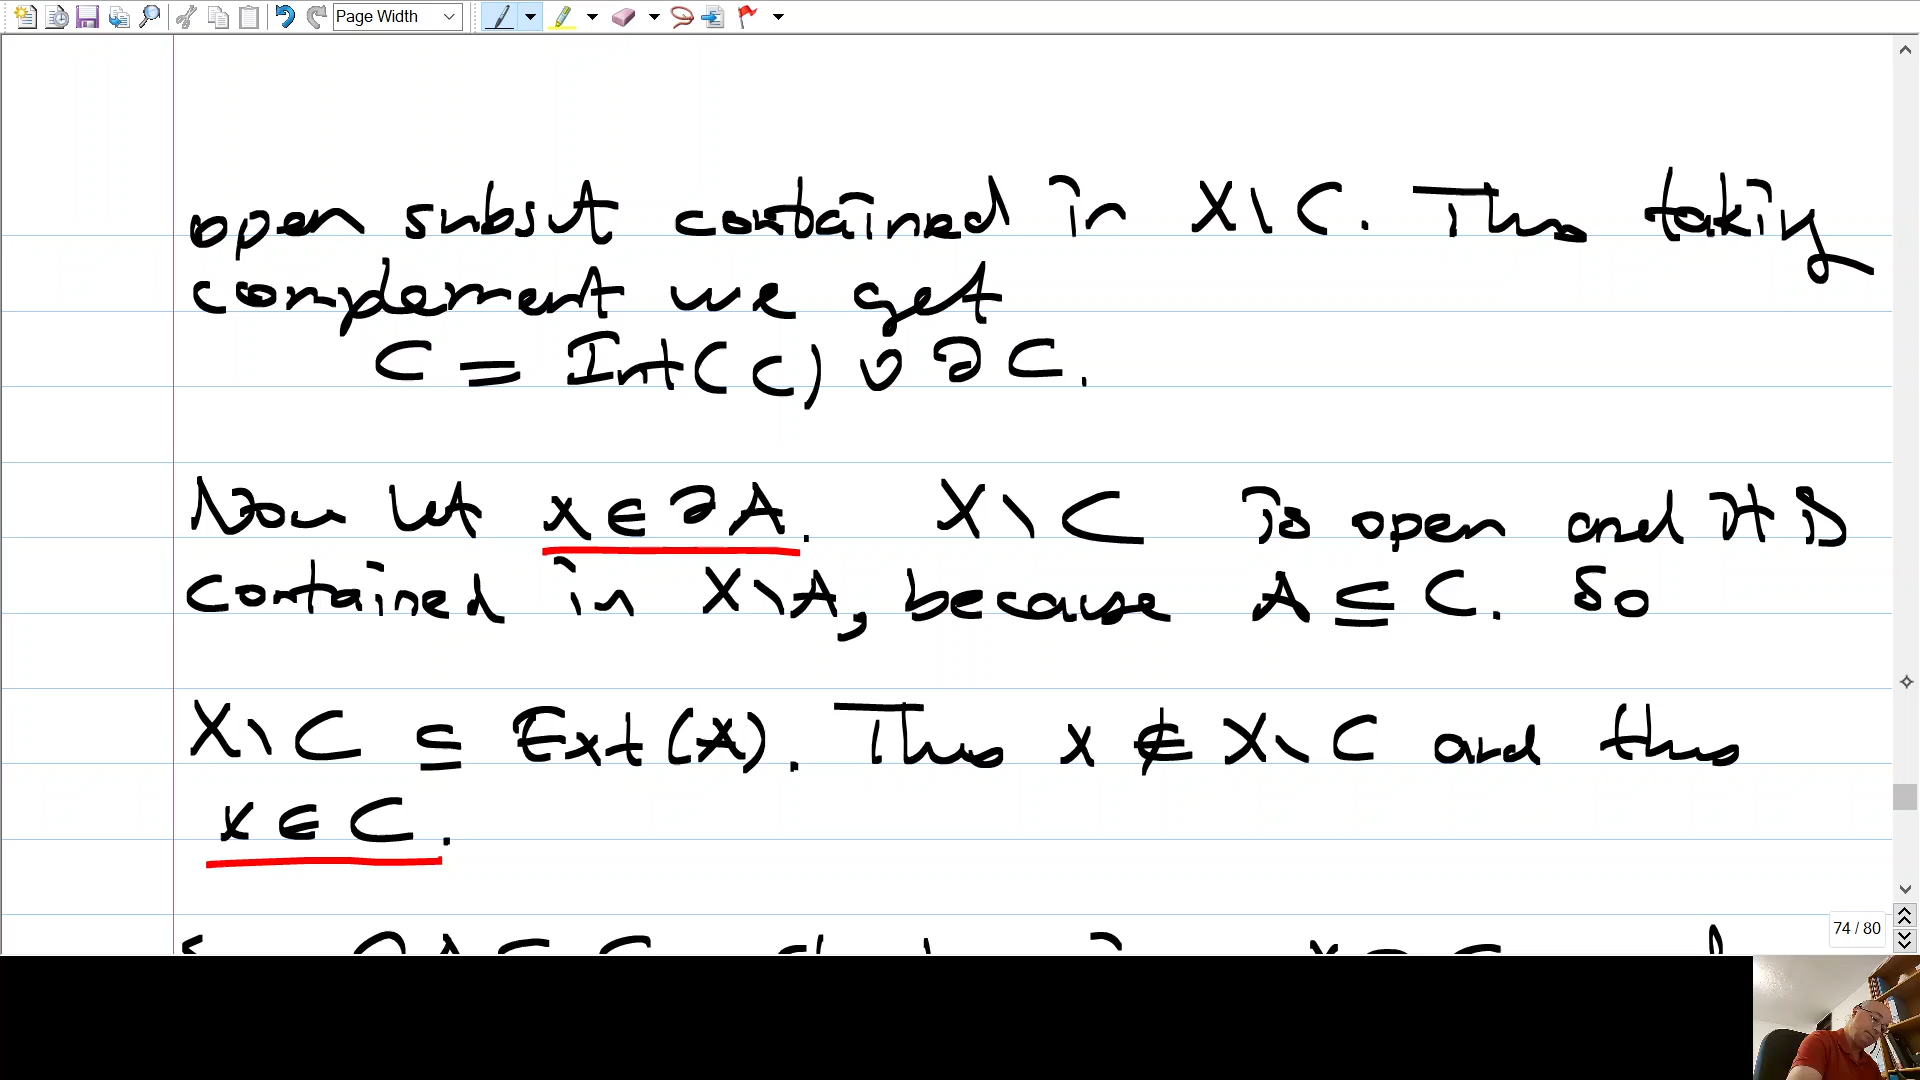 Page Width
open subset contained in X\C. Thus taking
complement we get
C = Int(C) ∪ ∂C.
Now let x ∈ ∂A. X\C is open and it is
contained in X\A, because A ⊆ C. So
X\C ⊆ Ext(A). Thus x ∉ X\C and thus
x ∈ C.
74 / 80